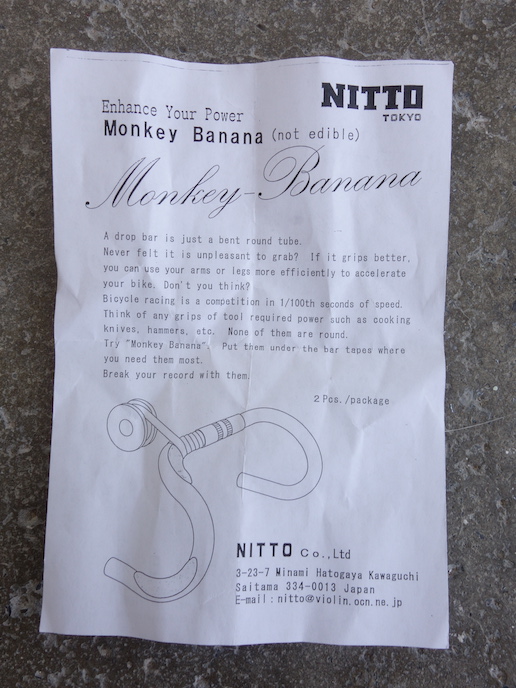 NITTO
TOKYO
Enhance Your Power
Monkey Banana (not edible)
Monkey-Banana
A drop bar is just a bent round tube.
Never felt it is unpleasant to grab? If it grips better,
you can use your arms or legs more efficiently to accelerate
your bike. Don't you think?
Bicycle racing is a competition in 1/100th seconds of speed.
Think of any grips of tool required power such as cooking
knives, hammers, etc. None of them are round.
Try "Monkey Banana". Put them under the bar tapes where
you need them most.
Break your record with them.
2 Pcs./package
NITTO Co.,Ltd
3-23-7 Minami Hatogaya Kawaguchi
Saitama 334-0013 Japan
E-mail : nitto@violin.ocn.ne.jp